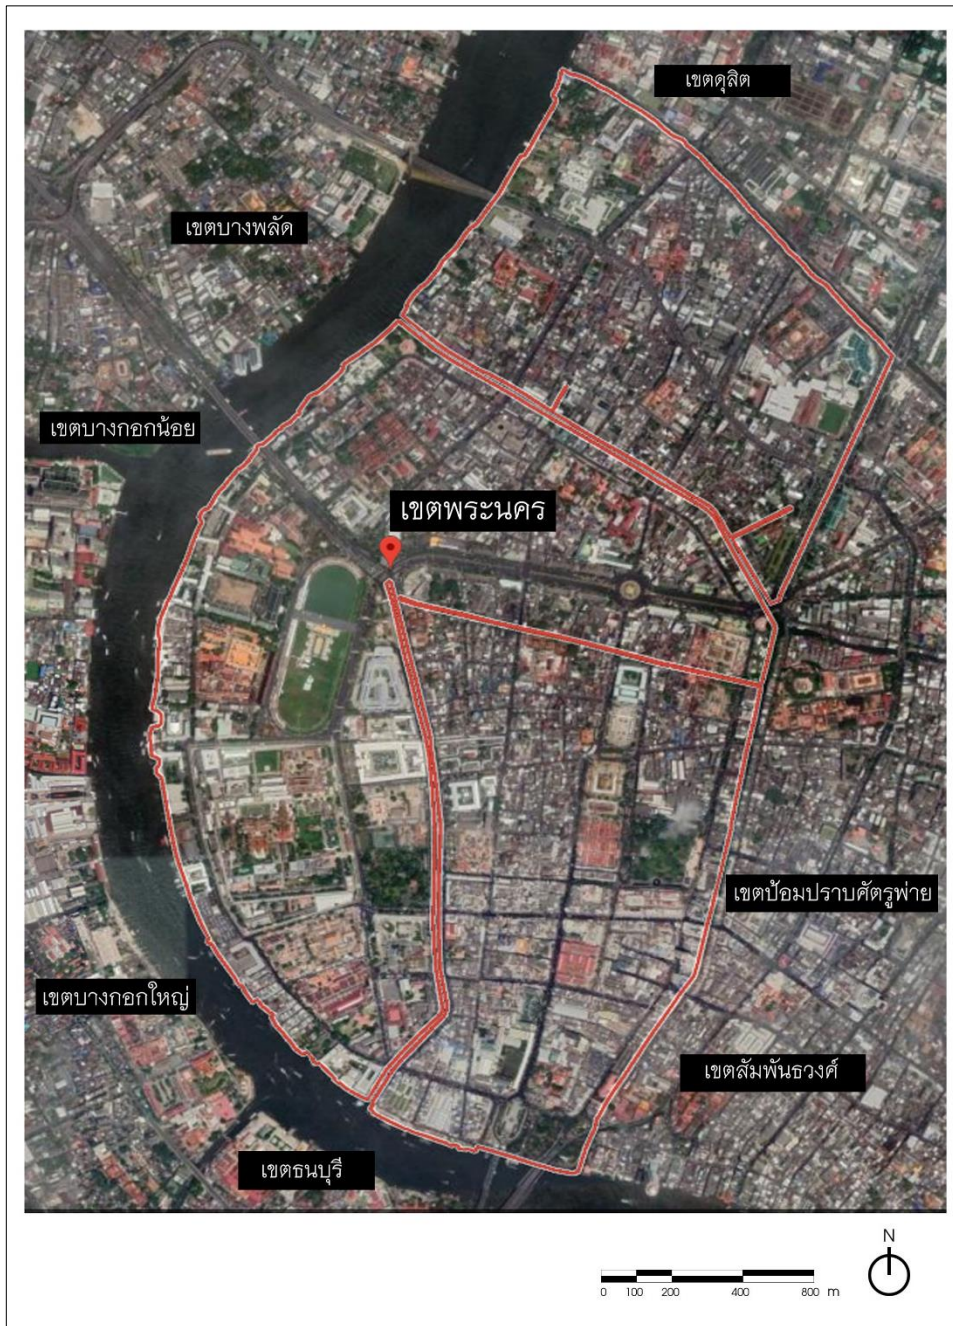 เขตดุสิต
เขตบางพลัด
เขตบางกอกน้อย
เขตพระนคร
เขตป้อมปราบศัตรูพ่าย
เขตบางกอกใหญ่
เขตสัมพันธวงศ์
เขตธนบุรี
N
0 100 200 400 800 m